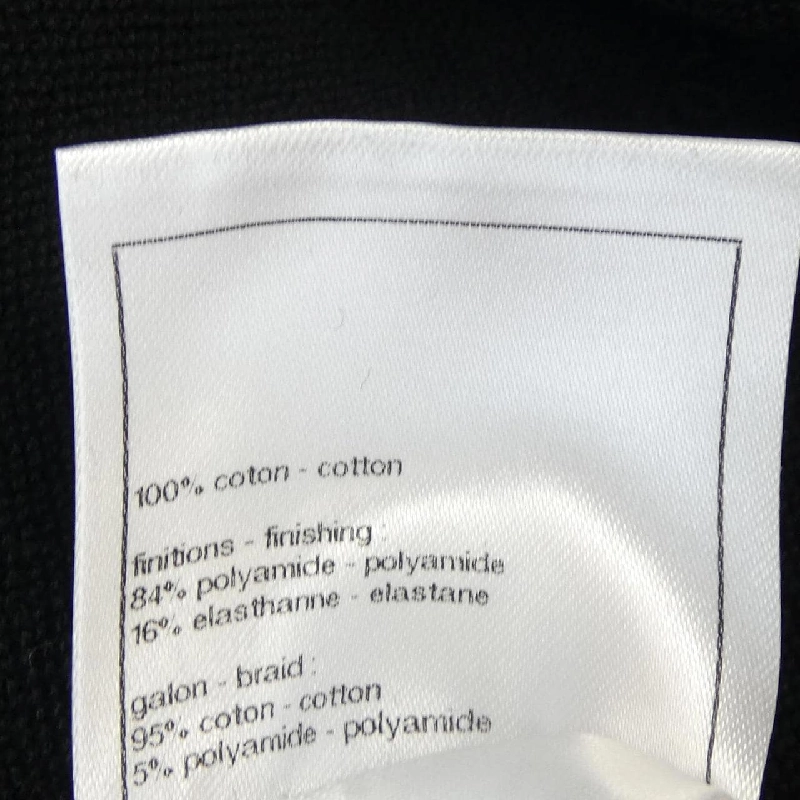 100% coton - cotton
finitions - finishing :
84% polyamide - polyamide
16% elasthanne - elastane
galon - braid :
95% coton - cotton
5% polyamide - polyamide